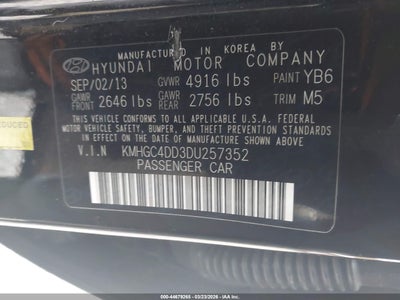 MANUFACTURED IN KOREA BY
HYUNDAI MOTOR COMPANY
SEP/02/13 GVWR 4916 lbs PAINT YB6
GAWR FRONT 2646 lbs GAWR REAR 2756 lbs TRIM M5
THIS VEHICLE CONFORMS TO ALL APPLICABLE U.S. FEDERAL MOTOR VEHICLE
SAFETY, BUMPER, AND THEFT PREVENTION STANDARDS
IN EFFECT ON THE DATE OF MANUFACTURE SHOWN ABOVE.
V.I.N KMHGC4DD3DU257352
PASSENGER CAR
000-44679265 - 03/23/2026 - IAA Global